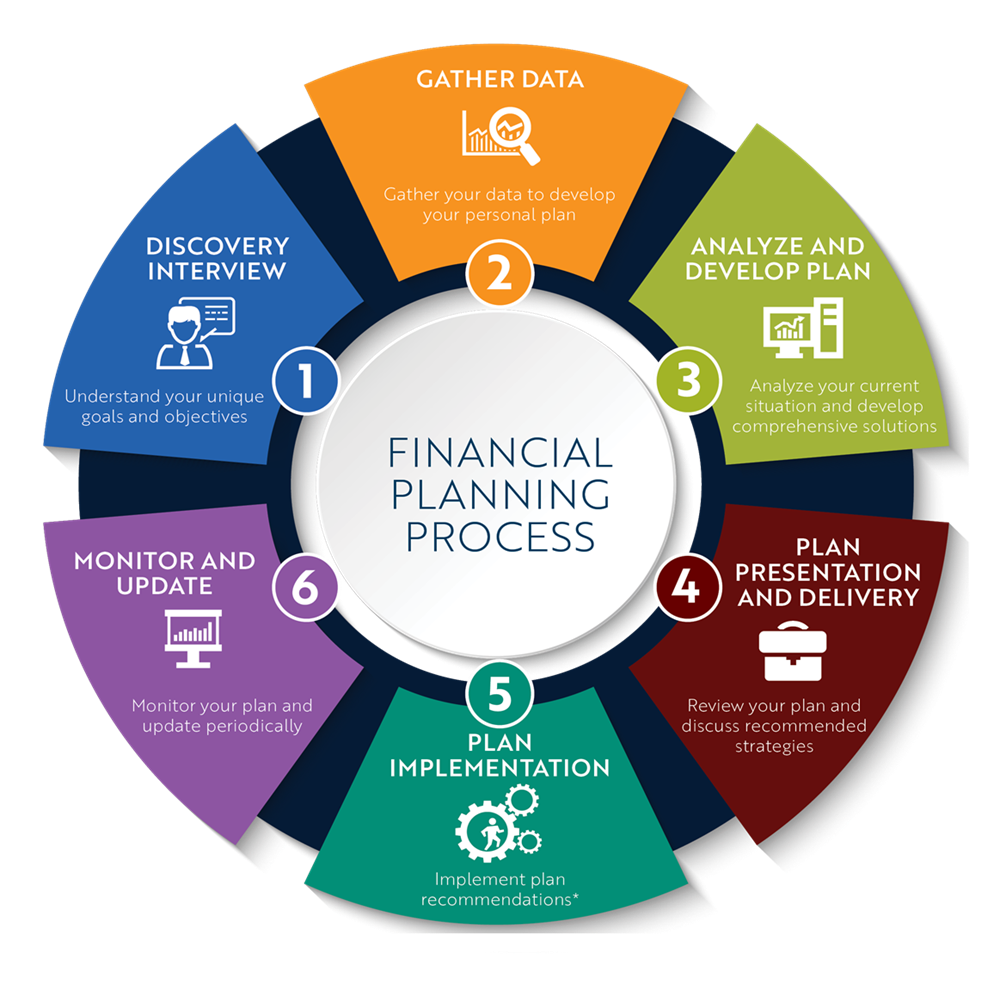 FINANCIAL
PLANNING
PROCESS
1
DISCOVERY
INTERVIEW
Understand your unique
goals and objectives
GATHER DATA
Gather your data to develop
your personal plan
2
ANALYZE AND
DEVELOP PLAN
3
Analyze your current
situation and develop
comprehensive solutions
4
PLAN
PRESENTATION
AND DELIVERY
Review your plan and
discuss recommended
strategies
5
PLAN
IMPLEMENTATION
Implement plan
recommendations*
MONITOR AND
UPDATE
6
Monitor your plan and
update periodically